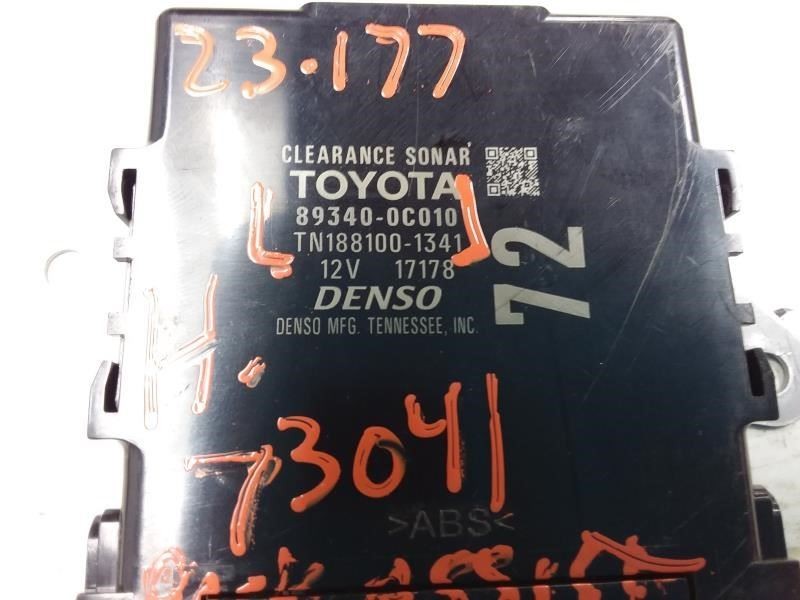 23.177
CLEARANCE SONAR
TOYOTA
[ 89340-0C010 ]
TN188100-1341
12V 17178
72
DENSO
DENSO MFG. TENNESSEE, INC.
H.
73041
>ABS<